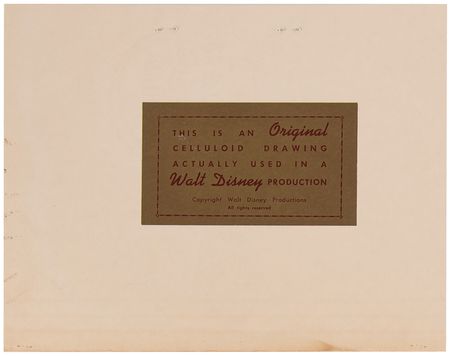 THIS IS AN Original
CELLULOID DRAWING
ACTUALLY USED IN A
Walt Disney PRODUCTION
Copyright Walt Disney Productions
All rights reserved